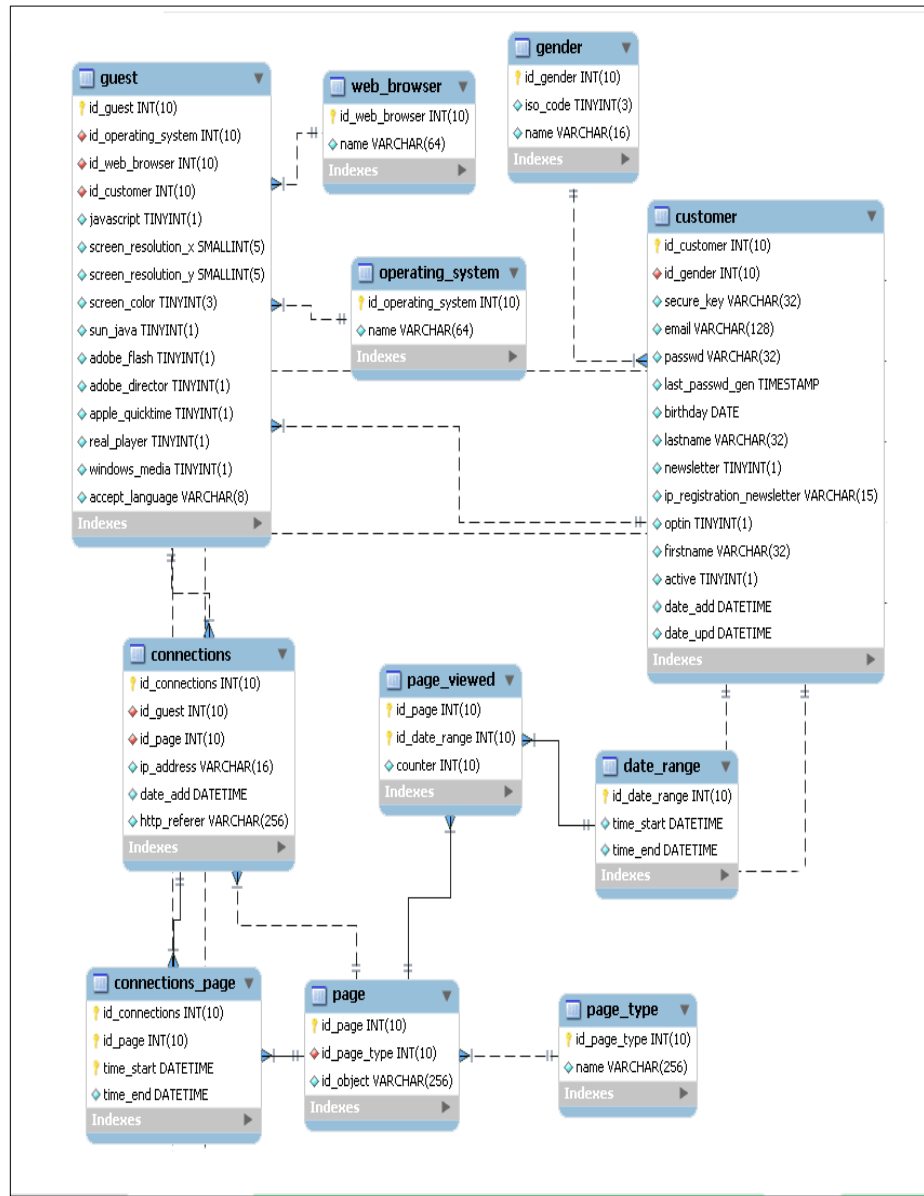 guest
id_guest INT(10)
id_operating_system INT(10)
id_web_browser INT(10)
id_customer INT(10)
javascript TINYINT(1)
screen_resolution_x SMALLINT(5)
screen_resolution_y SMALLINT(5)
screen_color TINYINT(3)
sun_java TINYINT(1)
adobe_flash TINYINT(1)
adobe_director TINYINT(1)
apple_quicktime TINYINT(1)
real_player TINYINT(1)
windows_media TINYINT(1)
accept_language VARCHAR(8)
Indexes
web_browser
id_web_browser INT(10)
name VARCHAR(64)
Indexes
gender
id_gender INT(10)
iso_code TINYINT(3)
name VARCHAR(16)
Indexes
operating_system
id_operating_system INT(10)
name VARCHAR(64)
Indexes
customer
id_customer INT(10)
id_gender INT(10)
secure_key VARCHAR(32)
email VARCHAR(128)
passwd VARCHAR(32)
last_passwd_gen TIMESTAMP
birthday DATE
lastname VARCHAR(32)
newsletter TINYINT(1)
ip_registration_newsletter VARCHAR(15)
optin TINYINT(1)
firstname VARCHAR(32)
active TINYINT(1)
date_add DATETIME
date_upd DATETIME
Indexes
connections
id_connections INT(10)
id_guest INT(10)
id_page INT(10)
ip_address VARCHAR(16)
date_add DATETIME
http_referer VARCHAR(256)
Indexes
page_viewed
id_page INT(10)
id_date_range INT(10)
counter INT(10)
Indexes
date_range
id_date_range INT(10)
time_start DATETIME
time_end DATETIME
Indexes
connections_page
id_connections INT(10)
id_page INT(10)
time_start DATETIME
time_end DATETIME
Indexes
page
id_page INT(10)
id_page_type INT(10)
id_object VARCHAR(256)
Indexes
page_type
id_page_type INT(10)
name VARCHAR(256)
Indexes